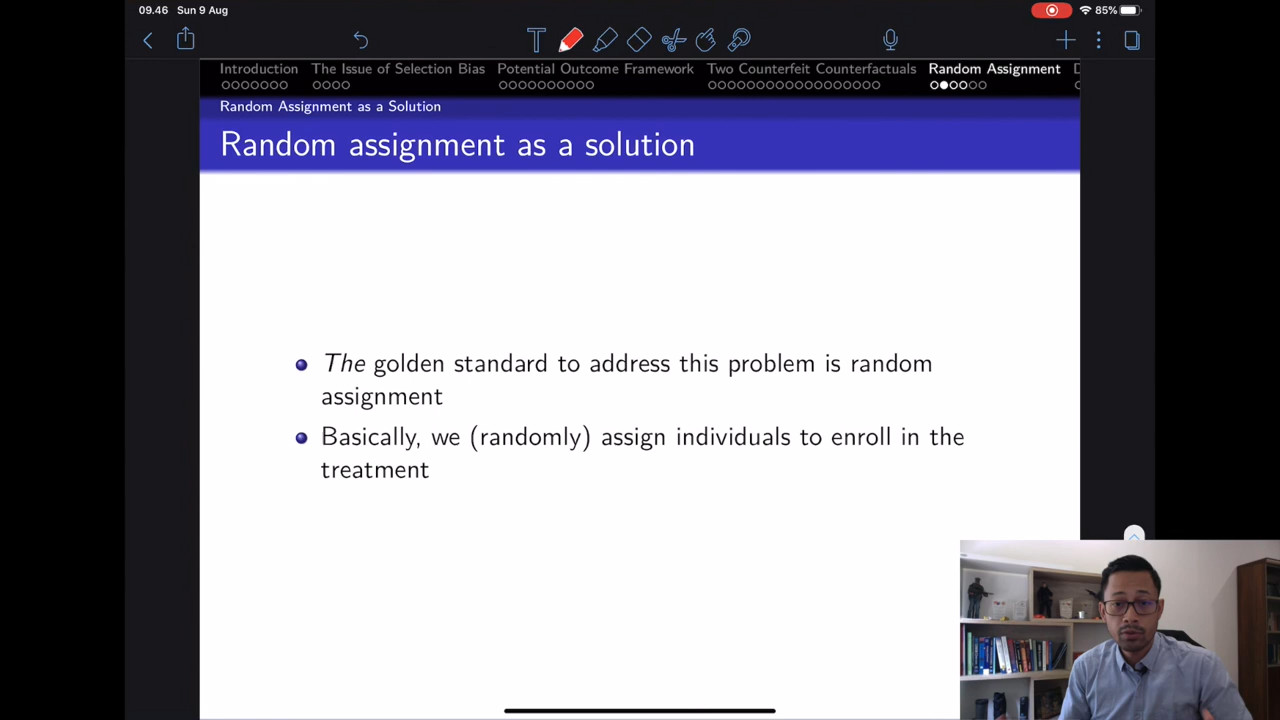 09.46 Sun 9 Aug 85%
Introduction The Issue of Selection Bias Potential Outcome Framework Two Counterfeit Counterfactuals Random Assignment D
Random Assignment as a Solution
Random assignment as a solution
The golden standard to address this problem is random
assignment
Basically, we (randomly) assign individuals to enroll in the
treatment